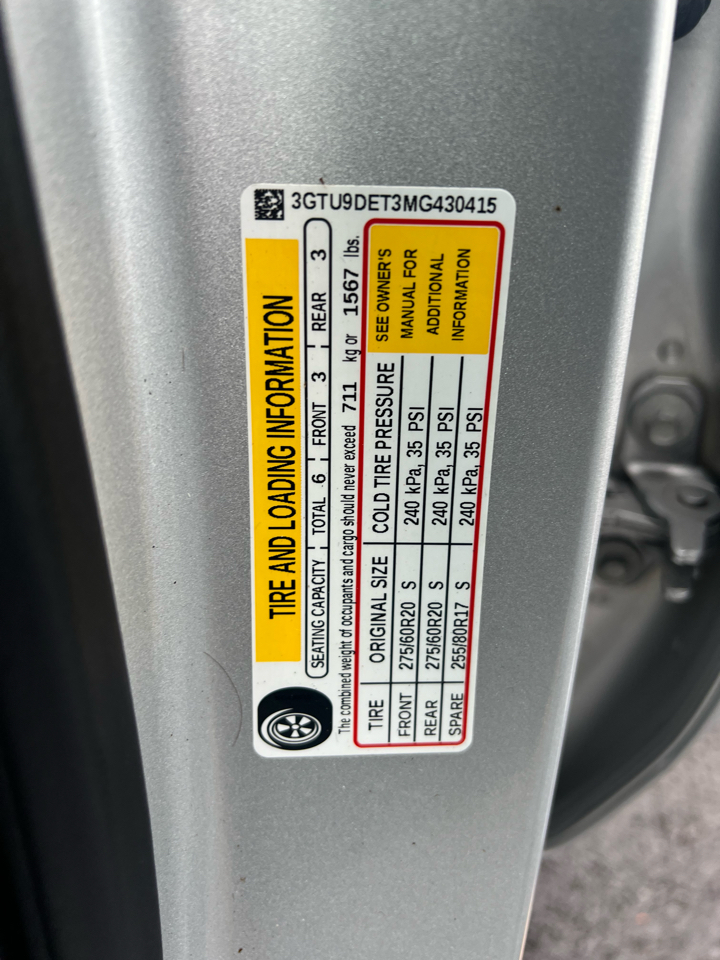 3GTU9DET3MG430415
TIRE AND LOADING INFORMATION
SEATING CAPACITY TOTAL 6 FRONT 3 REAR 3
The combined weight of occupants and cargo should never exceed 711 kg or 1567 lbs.
TIRE ORIGINAL SIZE COLD TIRE PRESSURE
FRONT 275/60R20 S 240 kPa, 35 PSI
REAR 275/60R20 S 240 kPa, 35 PSI
SPARE 255/80R17 S 240 kPa, 35 PSI
SEE OWNER'S
MANUAL FOR
ADDITIONAL
INFORMATION